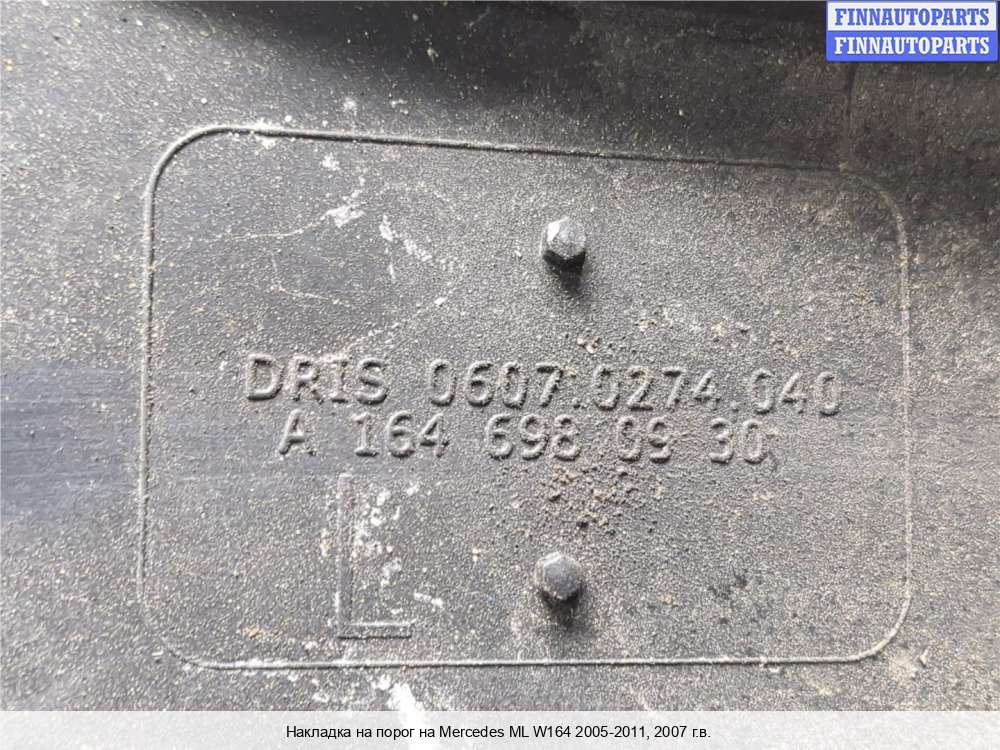 FINNAUTOPARTS
FINNAUTOPARTS
DRIS 0607.0274.040
A 164 698 09 30
L
Накладка на порог на Mercedes ML W164 2005-2011, 2007 г.в.